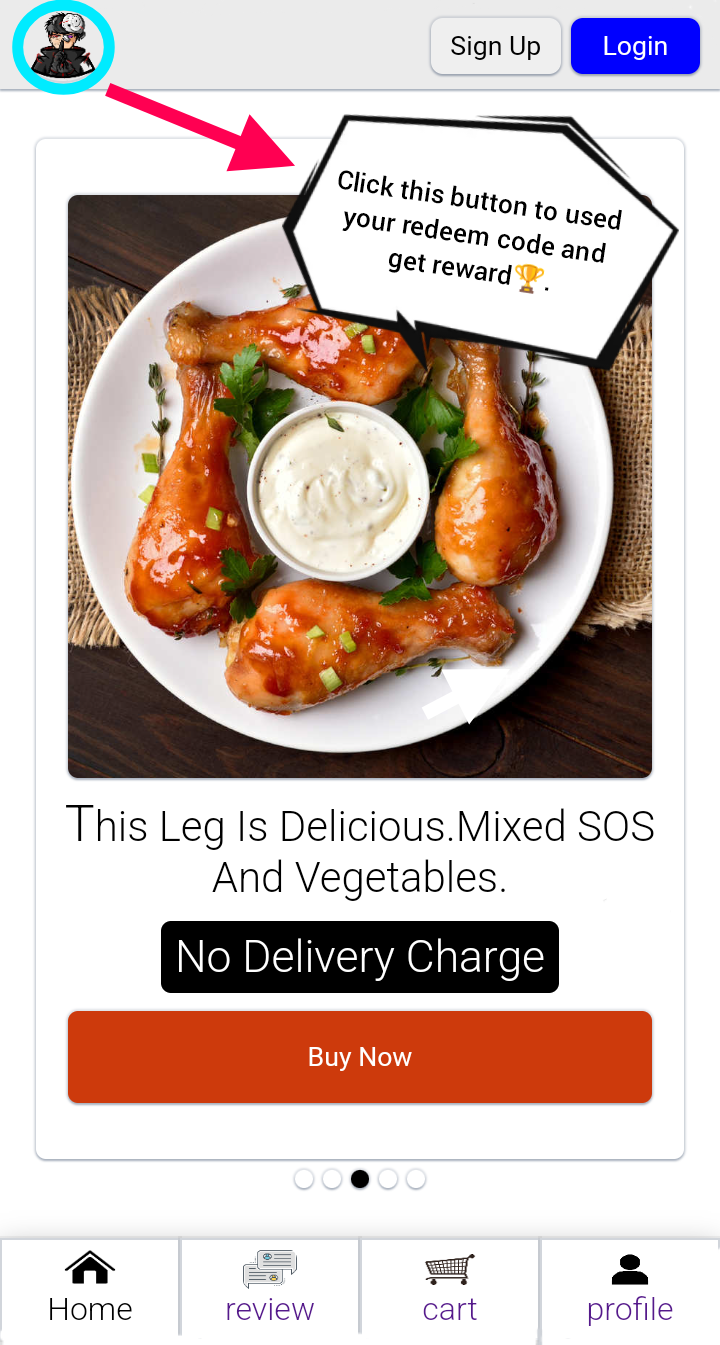 Sign Up
Login
Click this button to used
your redeem code and
get reward🏆.
This Leg Is Delicious.Mixed SOS
And Vegetables.
No Delivery Charge
Buy Now
Home
review
cart
profile